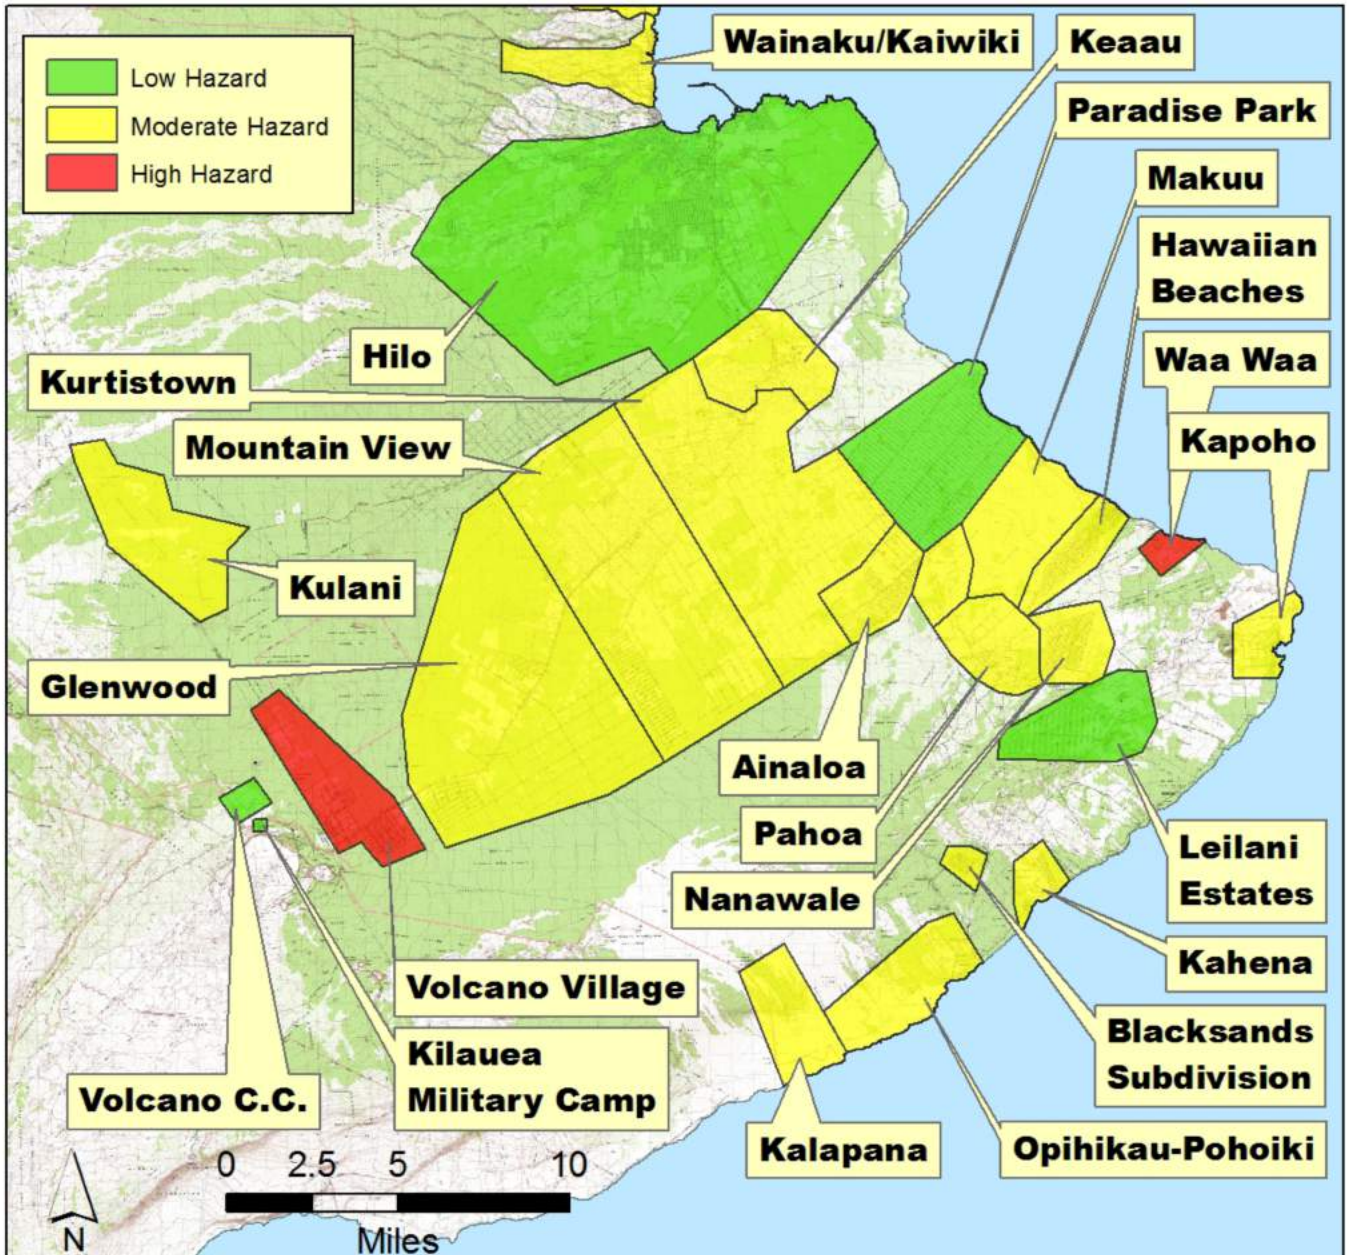 Low Hazard
Moderate Hazard
High Hazard
Wainaku/Kaiwiki
Keaau
Paradise Park
Makuu
Hawaiian
Beaches
Waa Waa
Kapoho
Hilo
Kurtistown
Mountain View
Kulani
Glenwood
Ainaloa
Pahoa
Nanawale
Leilani
Estates
Kahena
Blacksands
Subdivision
Opihikau-Pohoiki
Kalapana
Volcano Village
Kilauea
Military Camp
Volcano C.C.
0 2.5 5 10
Miles
N